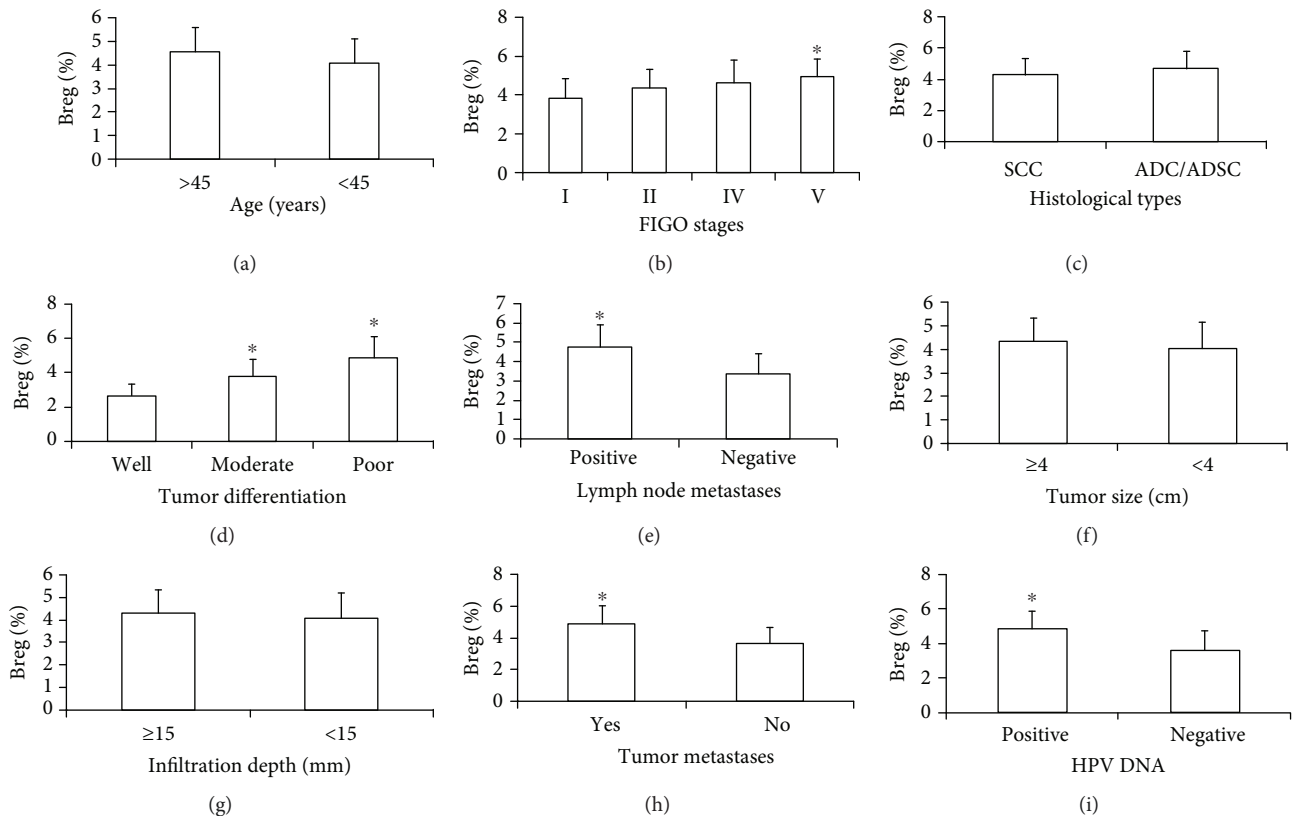 6
5
4
3
2
1
0
Breg (%)
>45 <45
Age (years)
(a)
8
6
4
2
0
Breg (%)
*
I II IV V
FIGO stages
(b)
8
6
4
2
0
Breg (%)
SCC ADC/ADSC
Histological types
(c)
8
6
4
2
0
Breg (%)
* *
Well Moderate Poor
Tumor differentiation
(d)
7
6
5
4
3
2
1
0
Breg (%)
*
Positive Negative
Lymph node metastases
(e)
6
5
4
3
2
1
0
Breg (%)
≥4 <4
Tumor size (cm)
(f)
6
5
4
3
2
1
0
Breg (%)
≥15 <15
Infiltration depth (mm)
(g)
8
6
4
2
0
Breg (%)
*
Yes No
Tumor metastases
(h)
8
6
4
2
0
Breg (%)
*
Positive Negative
HPV DNA
(i)